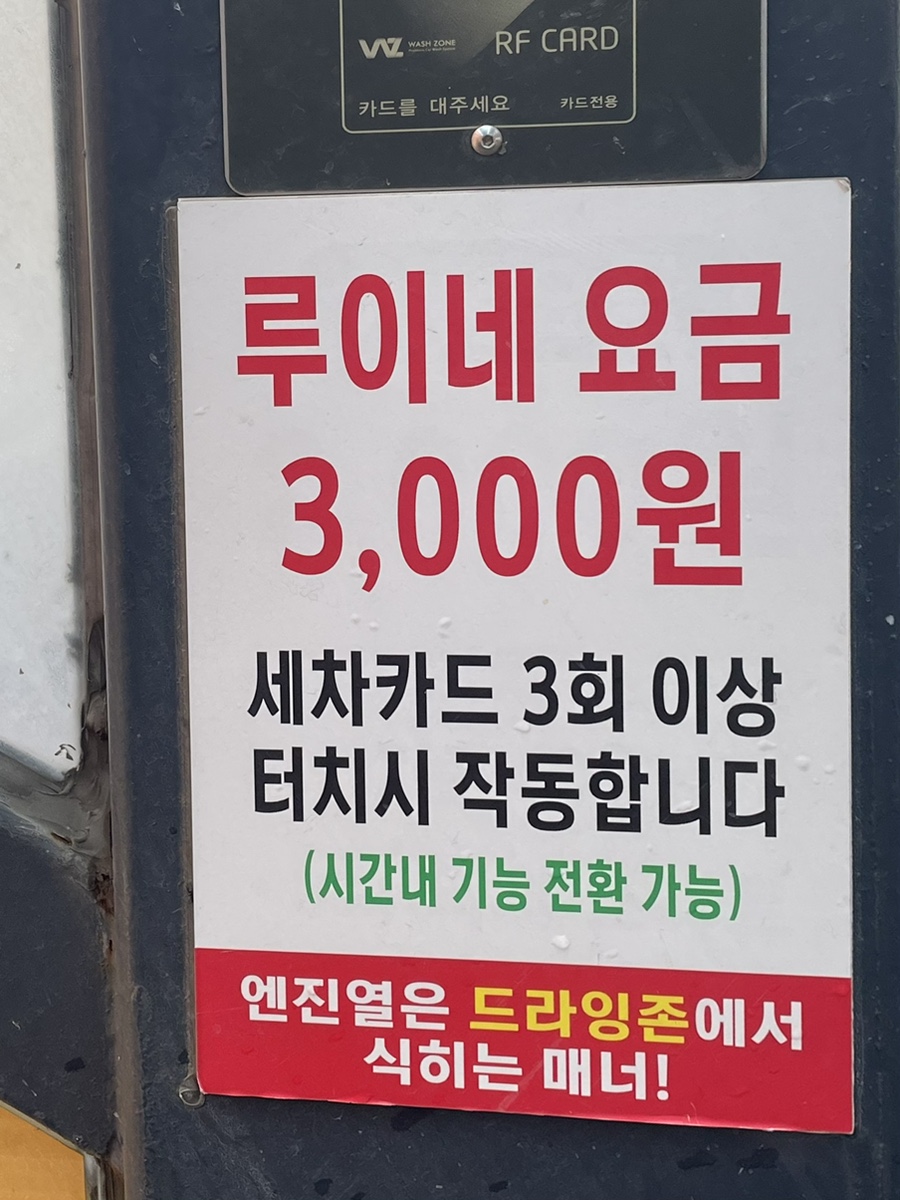 WZ WASH ZONE RF CARD
카드를 대주세요 카드전용
루이네 요금
3,000원
세차카드 3회 이상
터치시 작동합니다
(시간내 기능 전환 가능)
엔진열은 드라잉존에서
식히는 매너!